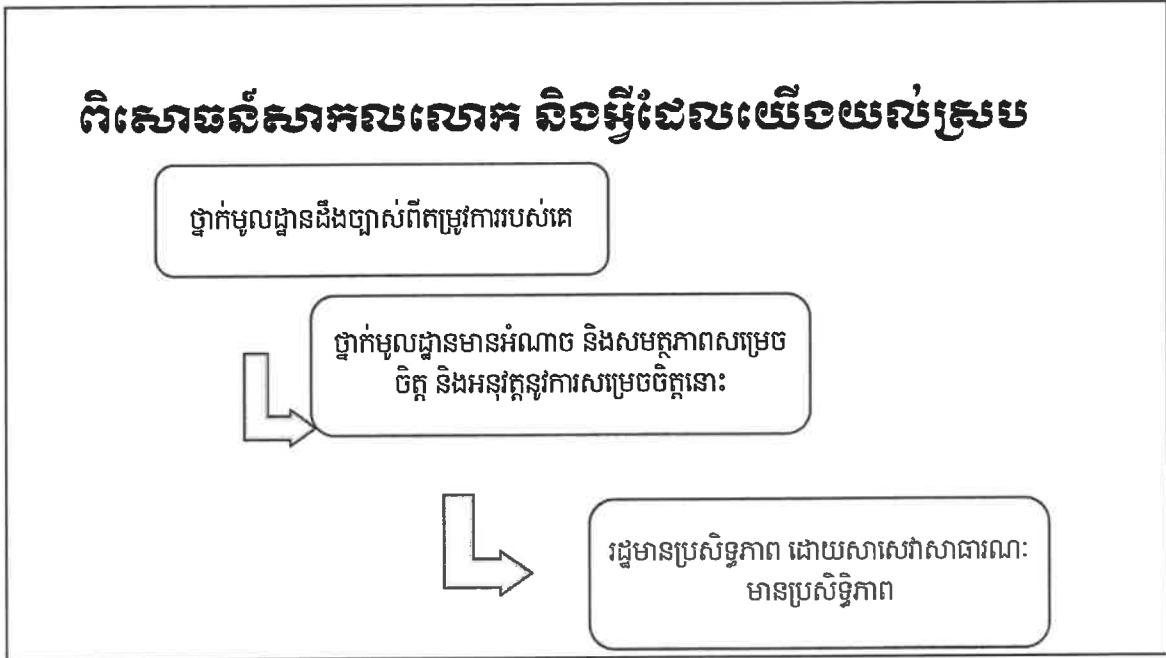 ពិសោធន៍សាកលលោក និងអ្វីដែលយើងយល់ស្រប
ថ្នាក់មូលដ្ឋានដឹងច្បាស់ពីតម្រូវការរបស់គេ
ថ្នាក់មូលដ្ឋានមានអំណាច និងសមត្ថភាពសម្រេច
ចិត្ត និងអនុវត្តនូវការសម្រេចចិត្តនោះ
រដ្ឋមានប្រសិទ្ធភាព ដោយសាសេវាសាធារណៈ
មានប្រសិទ្ធិភាព